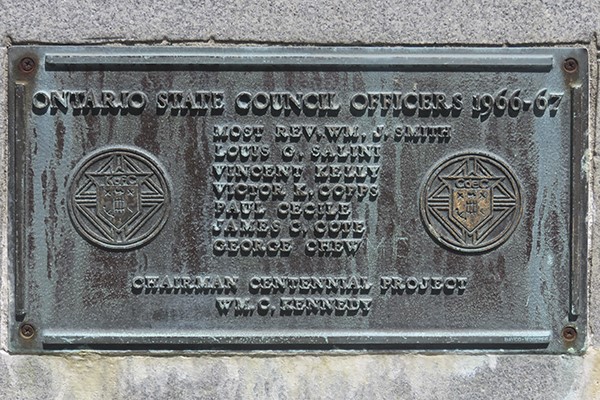 ONTARIO STATE COUNCIL OFFICERS 1966-67
MOST REV. WM. J. SMITH
LOUIS G. SALINI
VINCENT KELLY
VICTOR K. COPPS
PAUL CECILE
JAMES C. COTE
GEORGE CHEW
CHAIRMAN CENTENNIAL PROJECT
WM. C. KENNEDY